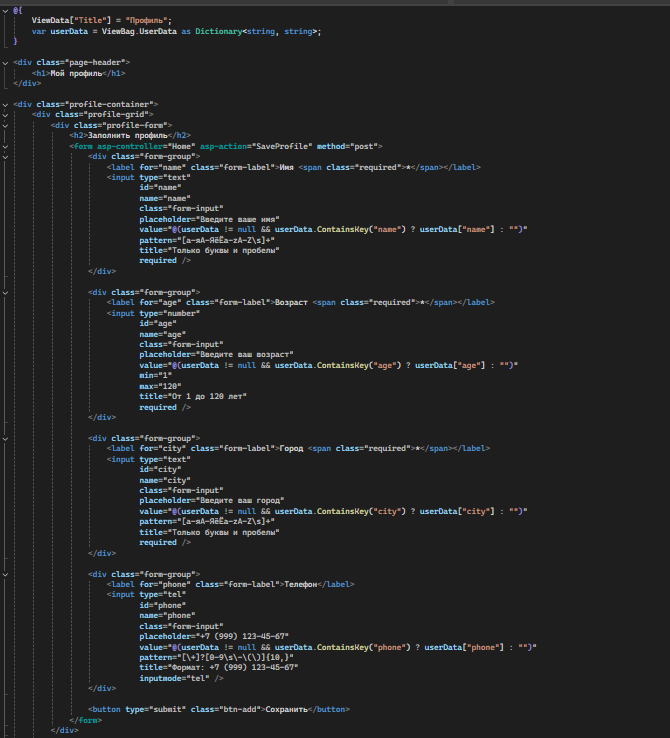 @{
    ViewData["Title"] = "Профиль";
    var userData = ViewBag.UserData as Dictionary<string, string>;
}

<div class="page-header">
    <h1>Мой профиль</h1>
</div>

<div class="profile-container">
    <div class="profile-grid">
        <div class="profile-form">
            <h2>Заполнить профиль</h2>
            <form asp-controller="Home" asp-action="SaveProfile" method="post">
                <div class="form-group">
                    <label for="name" class="form-label">Имя <span class="required">*</span></label>
                    <input type="text"
                           id="name"
                           name="name"
                           class="form-input"
                           placeholder="Введите ваше имя"
                           value="@(userData != null && userData.ContainsKey("name") ? userData["name"] : "")"
                           pattern="[а-яА-ЯёЁa-zA-Z\s]+"
                           title="Только буквы и пробелы"
                           required />
                </div>

                <div class="form-group">
                    <label for="age" class="form-label">Возраст <span class="required">*</span></label>
                    <input type="number"
                           id="age"
                           name="age"
                           class="form-input"
                           placeholder="Введите ваш возраст"
                           value="@(userData != null && userData.ContainsKey("age") ? userData["age"] : "")"
                           min="1"
                           max="120"
                           title="От 1 до 120 лет"
                           required />
                </div>

                <div class="form-group">
                    <label for="city" class="form-label">Город <span class="required">*</span></label>
                    <input type="text"
                           id="city"
                           name="city"
                           class="form-input"
                           placeholder="Введите ваш город"
                           value="@(userData != null && userData.ContainsKey("city") ? userData["city"] : "")"
                           pattern="[а-яА-ЯёЁa-zA-Z\s]+"
                           title="Только буквы и пробелы"
                           required />
                </div>

                <div class="form-group">
                    <label for="phone" class="form-label">Телефон</label>
                    <input type="tel"
                           id="phone"
                           name="phone"
                           class="form-input"
                           placeholder="+7 (999) 123-45-67"
                           value="@(userData != null && userData.ContainsKey("phone") ? userData["phone"] : "")"
                           pattern="[\+]?[0-9\s\-\(\)]{10,}"
                           title="Формат: +7 (999) 123-45-67"
                           inputmode="tel" />
                </div>

                <button type="submit" class="btn-add">Сохранить</button>
            </form>
        </div>